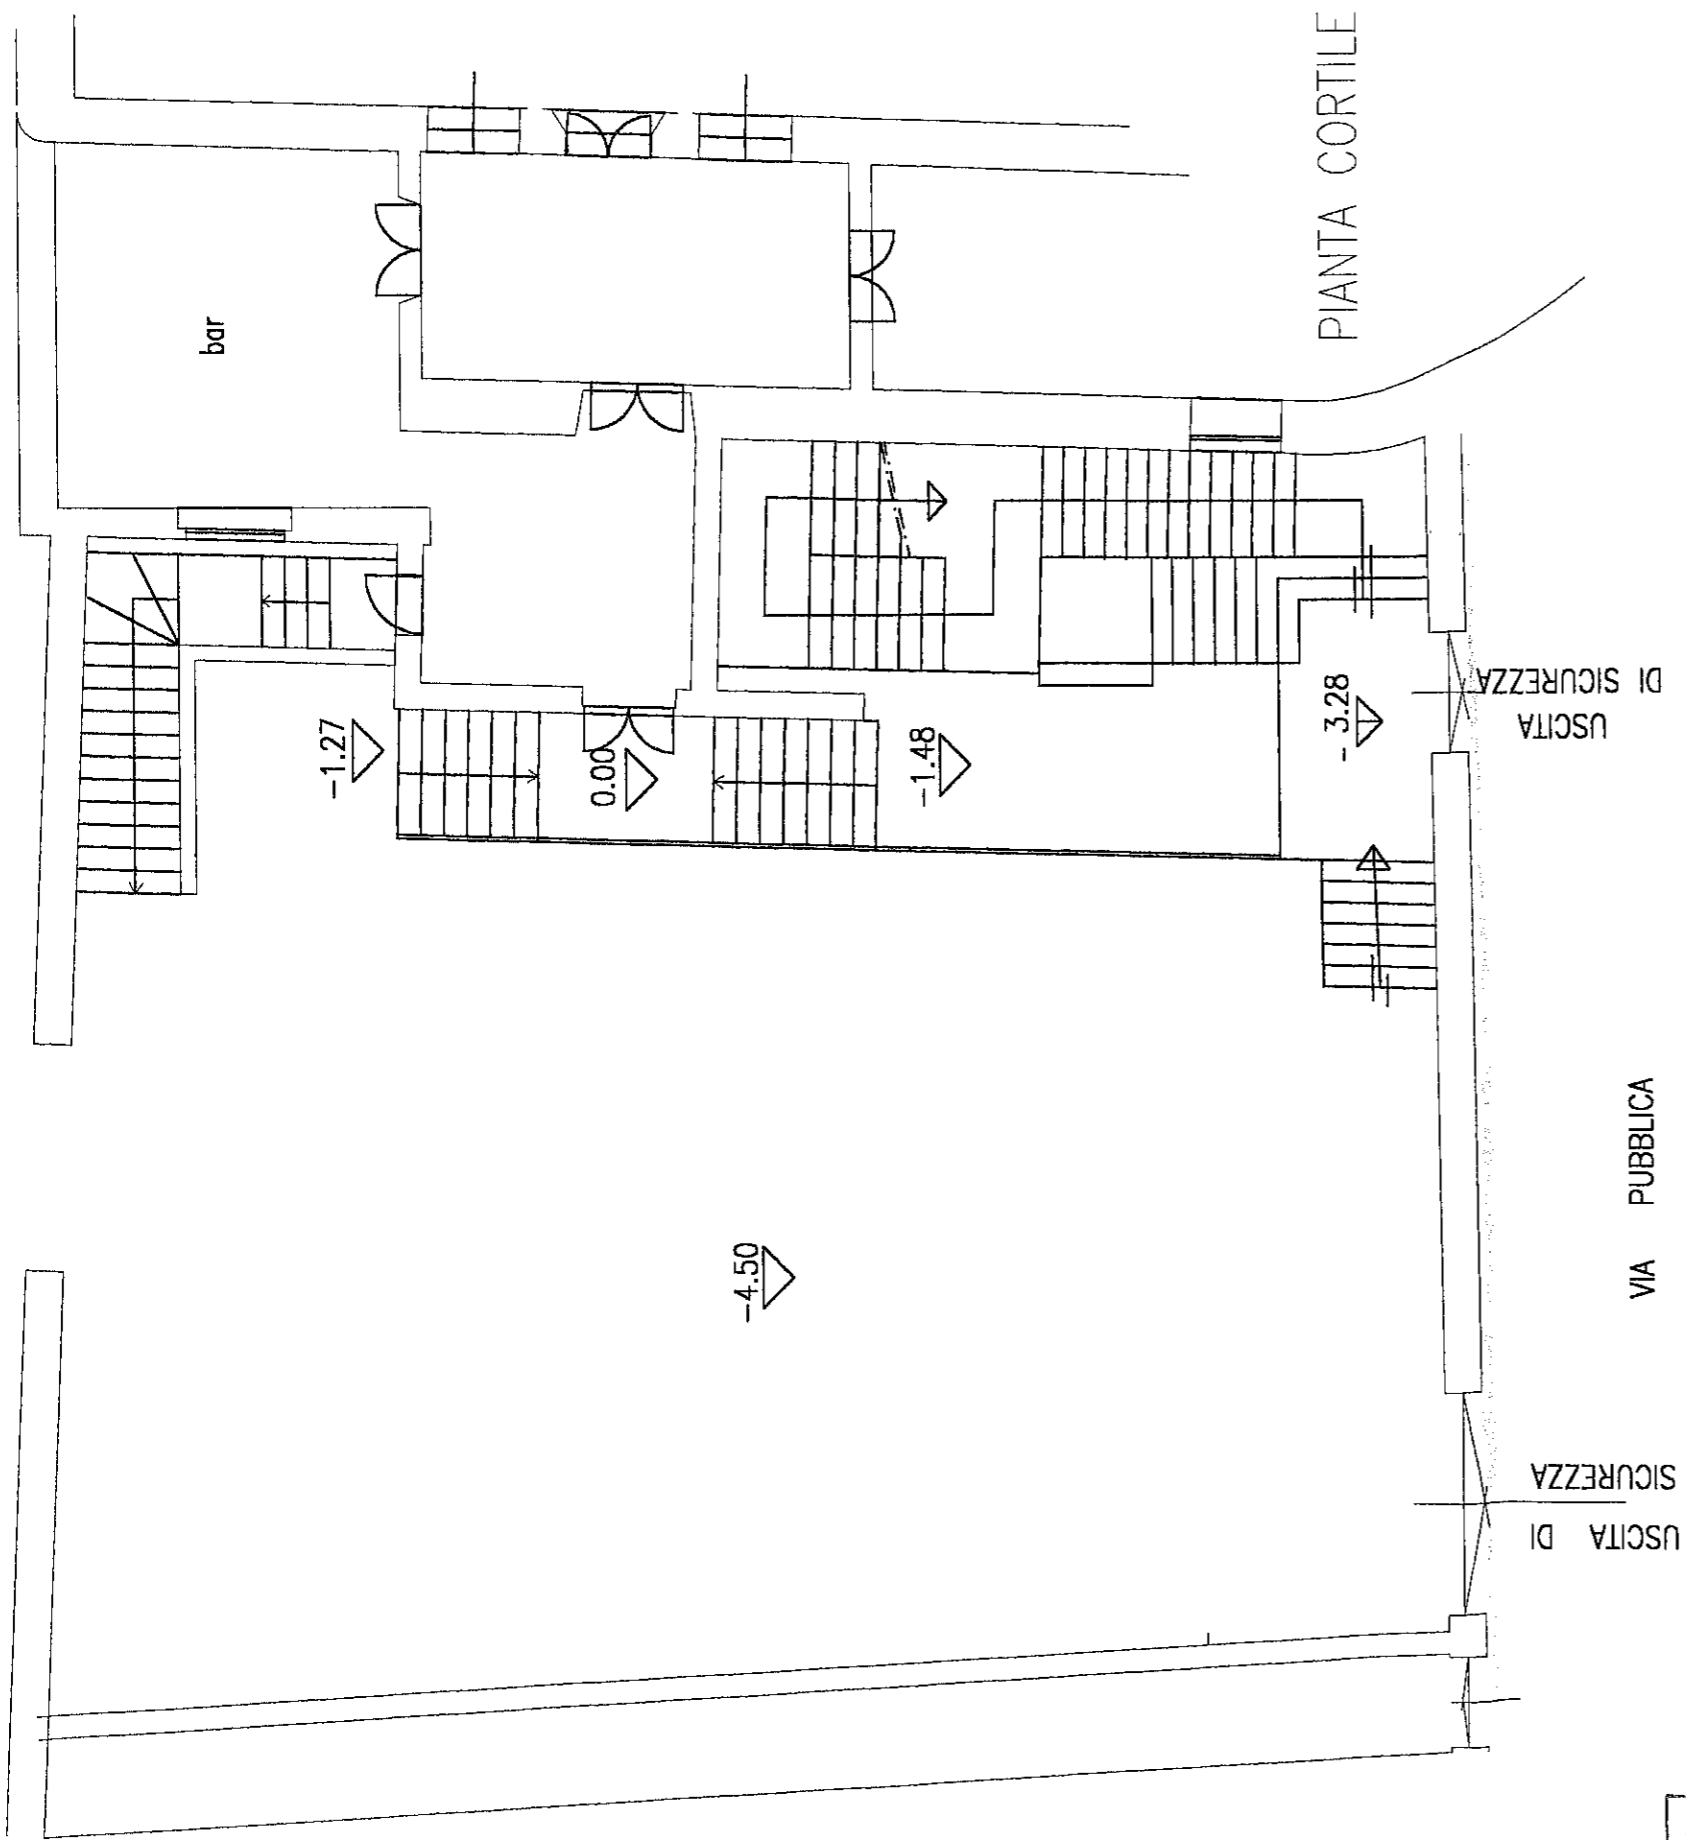 PIANTA CORTILE
bar
-1.27
0.00
-1.48
- 3.28
-4.50
USCITA
DI SICUREZZA
USCITA DI
SICUREZZA
VIA PUBBLICA